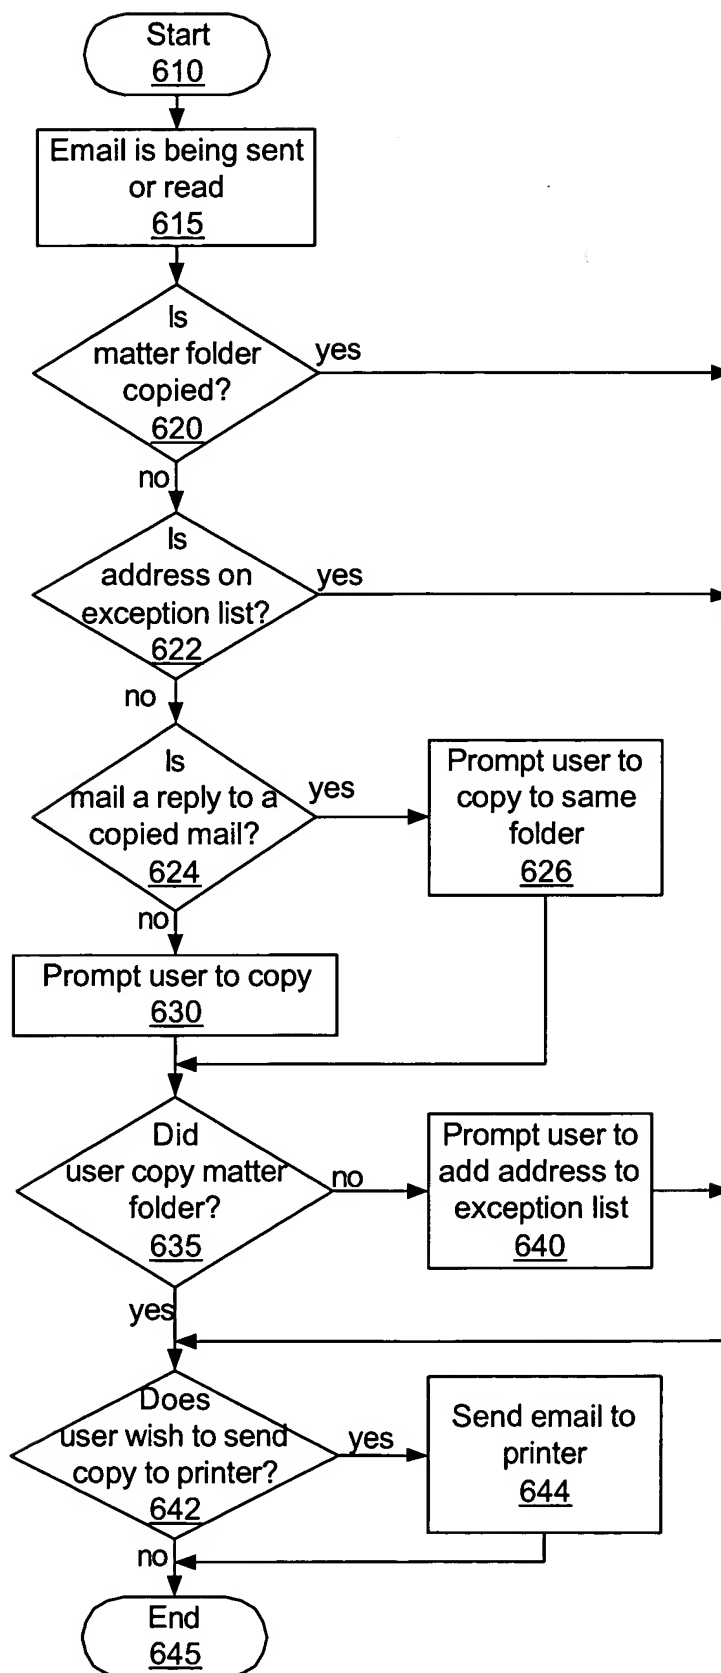 Start
610
Email is being sent
or read
615
Is
matter folder
copied?
620
yes
no
Is
address on
exception list?
622
yes
no
Is
mail a reply to a
copied mail?
624
yes
Prompt user to
copy to same
folder
626
no
Prompt user to copy
630
Did
user copy matter
folder?
635
no
Prompt user to
add address to
exception list
640
yes
Does
user wish to send
copy to printer?
642
yes
Send email to
printer
644
no
End
645